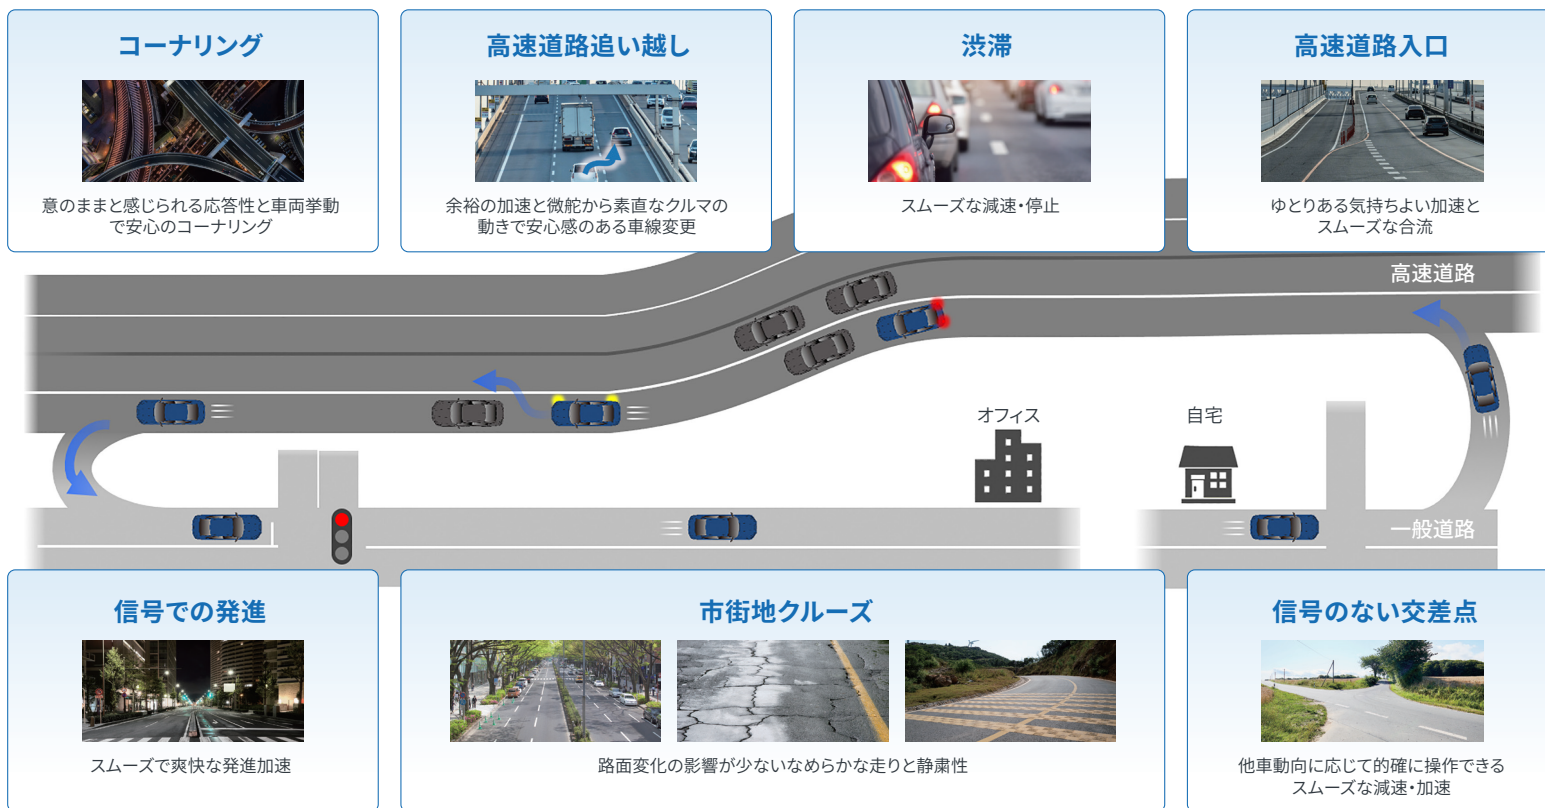 コーナリング
意のままと感じられる応答性と車両挙動
で安心のコーナリング
高速道路追い越し
余裕の加速と微舵から素直なクルマの
動きで安心感のある車線変更
渋滞
スムーズな減速・停止
高速道路入口
ゆとりある気持ちよい加速と
スムーズな合流
高速道路
オフィス
自宅
一般道路
信号での発進
スムーズで爽快な発進加速
市街地クルーズ
路面変化の影響が少ないなめらかな走りと静粛性
信号のない交差点
他車動向に応じて的確に操作できる
スムーズな減速・加速